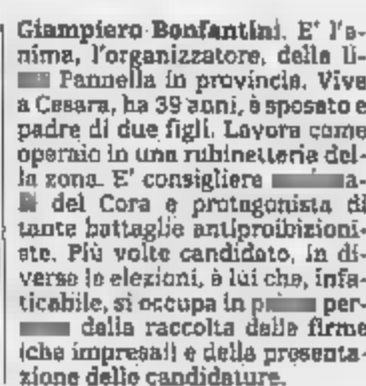 Giampiero Bonfantini. E' l'a-
nima, l'organizzatore, della li-
Pannella in provincia. Vive
a Cesara, ha 39 anni, è sposato e
padre di due figli. Lavora come
operaio in una rubinetteria del-
la zona. E' consigliere
del Cora e protagonista di
tante battaglie antiproibizioni-
ste. Più volte candidato, in di-
verse le elezioni, è lui che, infa-
ticabile, si occupa in per-
dalla raccolta delle firme
(che impresa!) e della presenta-
zione delle candidature.